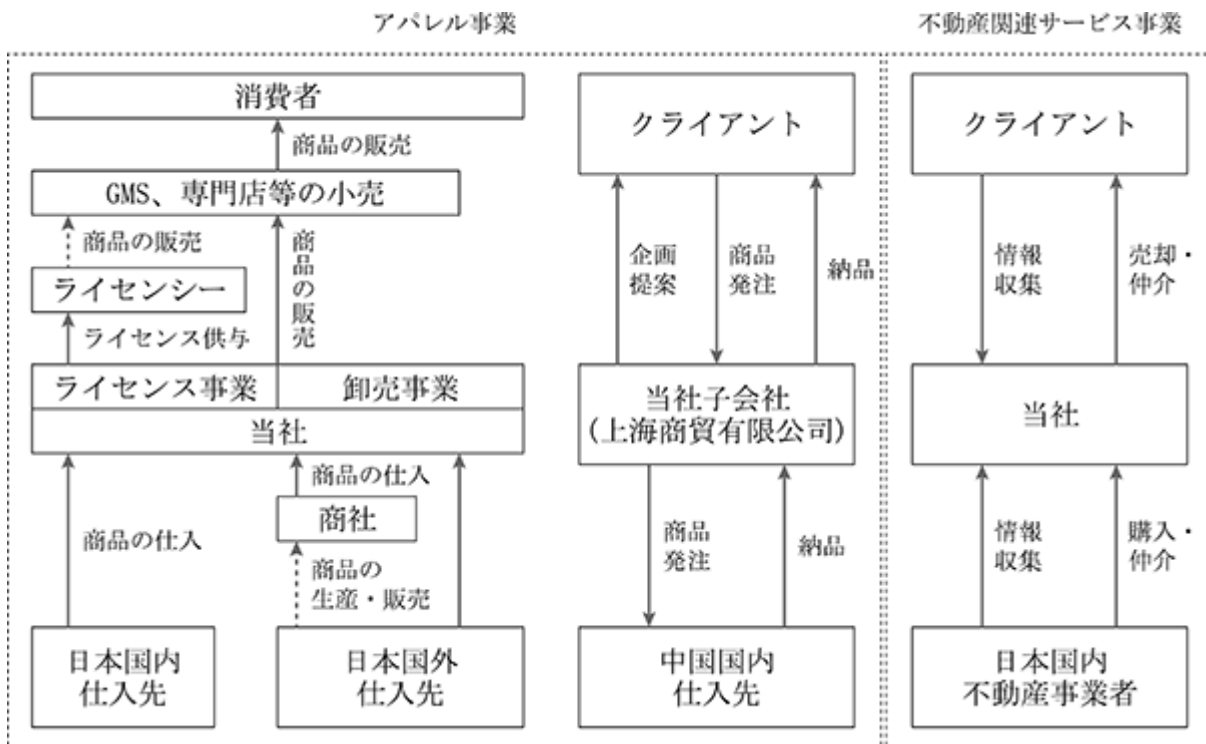 アパレル事業
不動産関連サービス事業
消費者
商品の販売
GMS、専門店等の小売
商品の販売
商品の販売
ライセンシー
ライセンス供与
ライセンス事業
卸売事業
当社
商品の仕入
商品の仕入
商社
商品の
生産・販売
日本国内
仕入先
日本国外
仕入先
クライアント
企画
提案
商品
発注
納品
当社子会社
(上海商貿有限公司)
商品
発注
納品
中国国内
仕入先
クライアント
情報
収集
売却・
仲介
当社
情報
収集
購入・
仲介
日本国内
不動産事業者